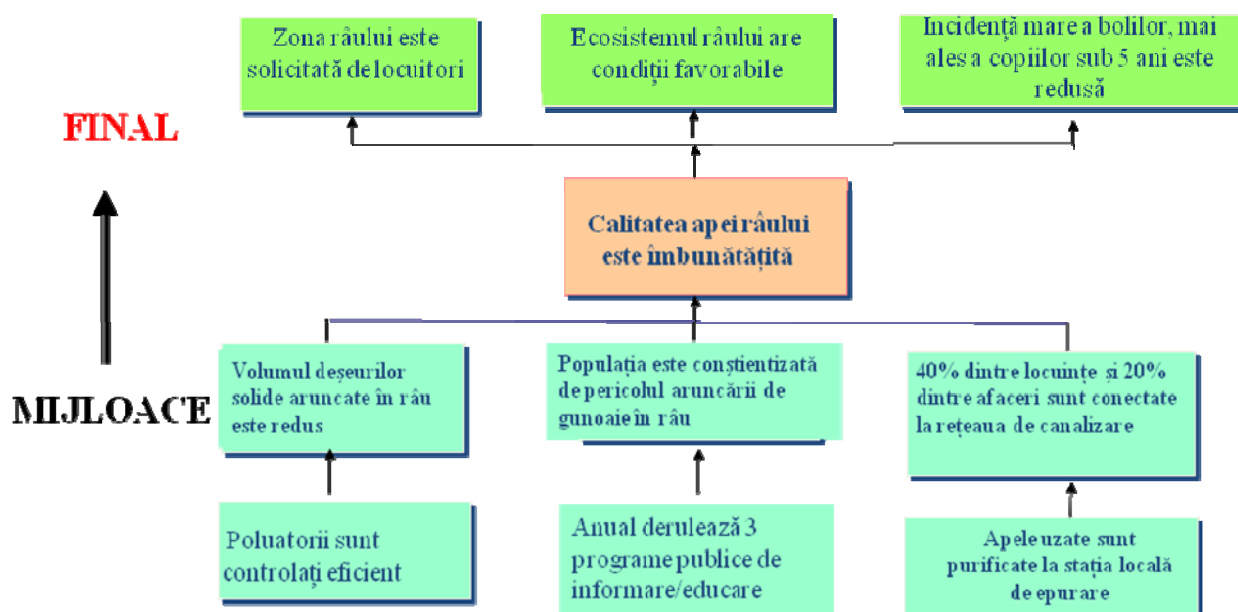 Zona râului este
solicitată de locuitori
Ecosistemul râului are
condiții favorabile
Incidență mare a bolilor, mai
ales a copiilor sub 5 ani este
redusă
FINAL
Calitatea apei râului
este îmbunătățită
MIJLOACE
Volumul deșeurilor
solide aruncate în râu
este redus
Populația este conștientizată
de pericolul aruncării de
gunoaie în râu
40% dintre locuințe și 20%
dintre afaceri sunt conectate
la rețeaua de canalizare
Poluatorii sunt
controlați eficient
Anual derulează 3
programe publice de
informare/educare
Apele uzate sunt
purificate la stația locală
de epurare